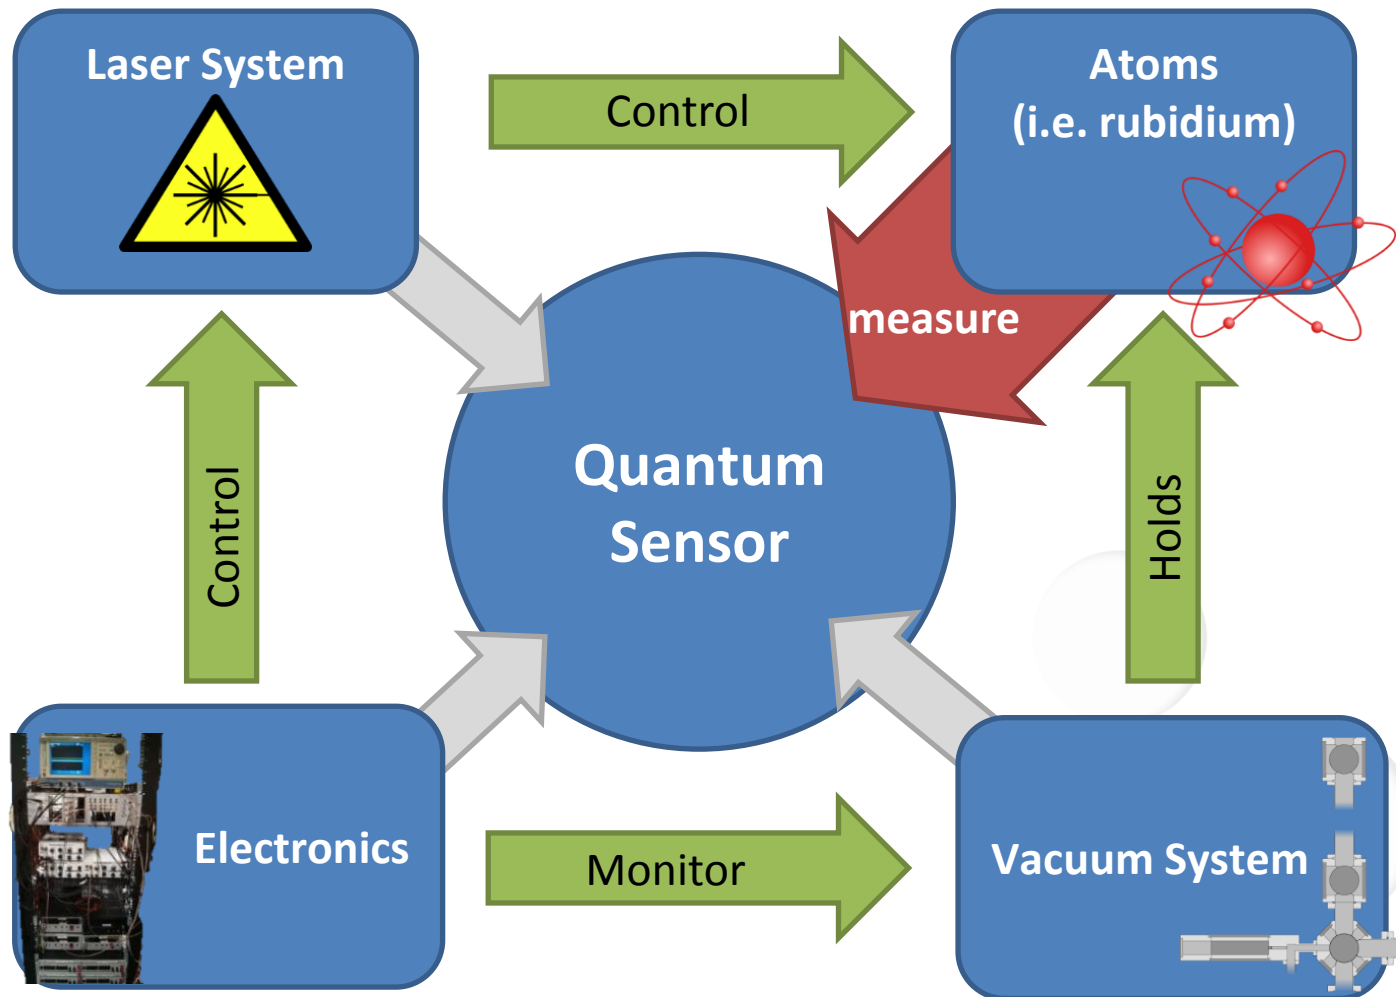 Laser System
Control
Atoms
(i.e. rubidium)
measure
Quantum
Sensor
Control
Holds
Electronics
Monitor
Vacuum System